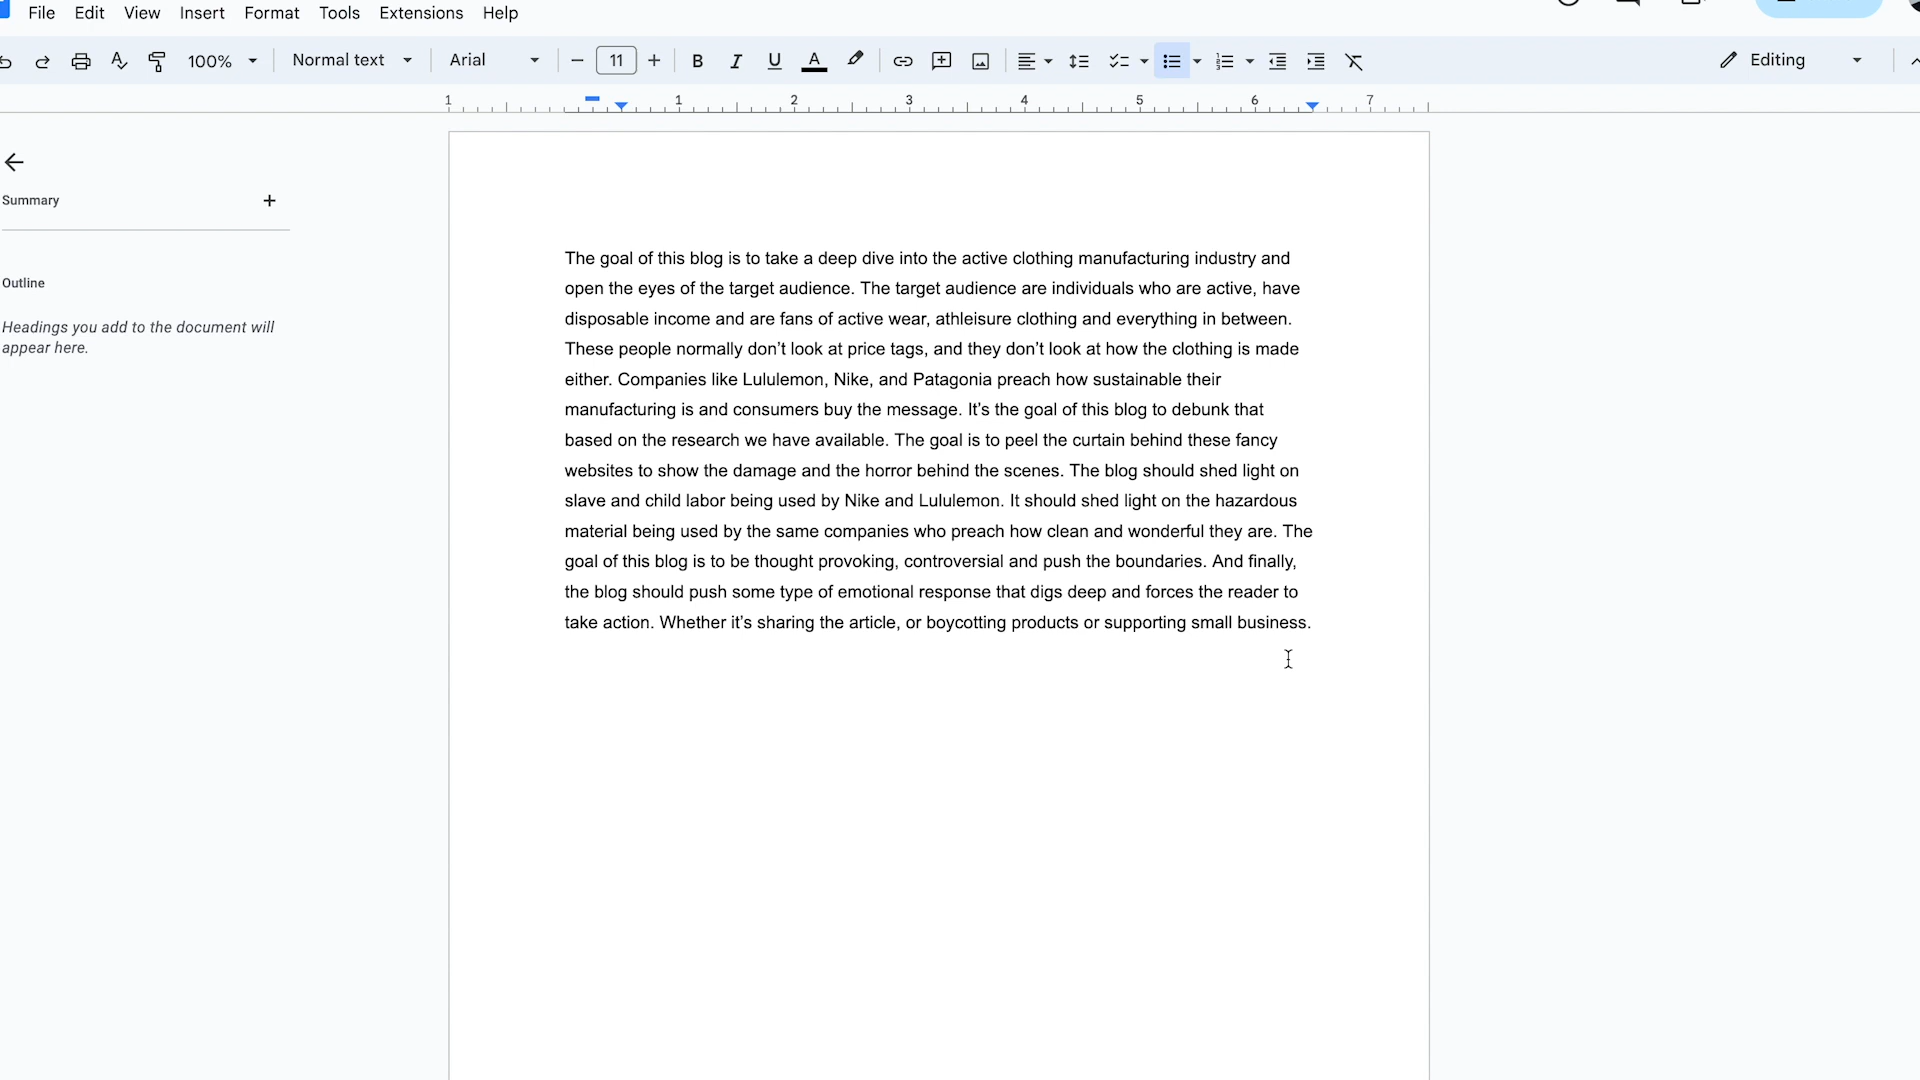 File Edit View Insert Format Tools Extensions Help
100% Normal text Arial 11 B I U A Editing
1 1 2 3 4 5 6 7
Summary
Outline
Headings you add to the document will
appear here.
The goal of this blog is to take a deep dive into the active clothing manufacturing industry and
open the eyes of the target audience. The target audience are individuals who are active, have
disposable income and are fans of active wear, athleisure clothing and everything in between.
These people normally don’t look at price tags, and they don’t look at how the clothing is made
either. Companies like Lululemon, Nike, and Patagonia preach how sustainable their
manufacturing is and consumers buy the message. It’s the goal of this blog to debunk that
based on the research we have available. The goal is to peel the curtain behind these fancy
websites to show the damage and the horror behind the scenes. The blog should shed light on
slave and child labor being used by Nike and Lululemon. It should shed light on the hazardous
material being used by the same companies who preach how clean and wonderful they are. The
goal of this blog is to be thought provoking, controversial and push the boundaries. And finally,
the blog should push some type of emotional response that digs deep and forces the reader to
take action. Whether it’s sharing the article, or boycotting products or supporting small business.